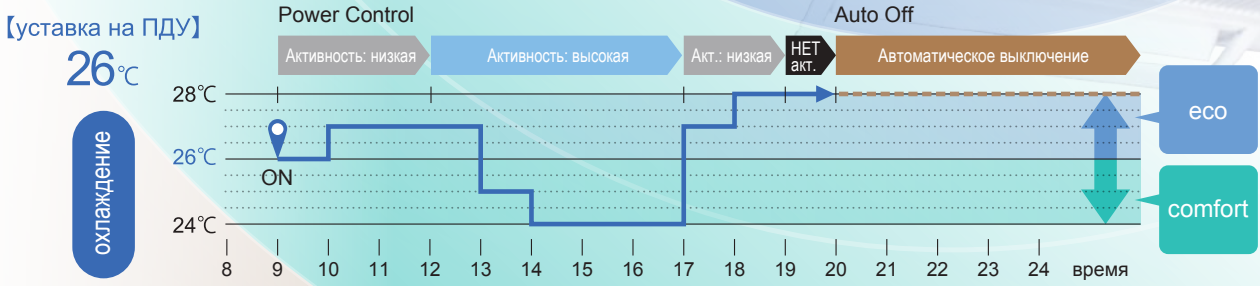 Power Control
Auto Off
【уставка на ПДУ】
26℃
Активность: низкая
Активность: высокая
Акт.: низкая
НЕТ
акт.
Автоматическое выключение
28℃
26℃
24℃
ON
охлаждение
eco
comfort
8 9 10 11 12 13 14 15 16 17 18 19 20 21 22 23 24 время